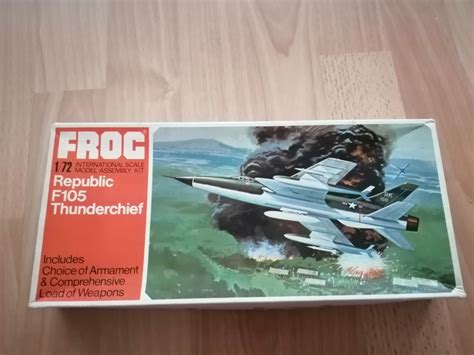 FROG
1/72 INTERNATIONAL SCALE
MODEL ASSEMBLY KIT
Republic
F105
Thunderchief
Includes
Choice of Armament
& Comprehensive
Load of Weapons